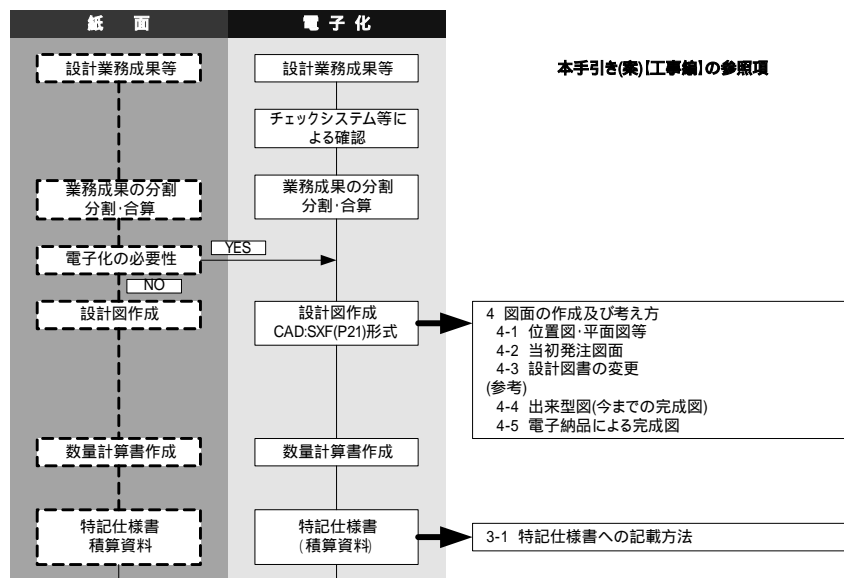 紙 面
電 子 化
本手引き(案)【工事編】の参照項
設計業務成果等
設計業務成果等
チェックシステム等に
よる確認
業務成果の分割
分割・合算
業務成果の分割
分割・合算
電子化の必要性
YES
NO
設計図作成
設計図作成
CAD:SXF(P21)形式
4 図面の作成及び考え方
4-1 位置図・平面図等
4-2 当初発注図面
4-3 設計図書の変更
(参考)
4-4 出来型図(今までの完成図)
4-5 電子納品による完成図
数量計算書作成
数量計算書作成
特記仕様書
積算資料
特記仕様書
(積算資料)
3-1 特記仕様書への記載方法